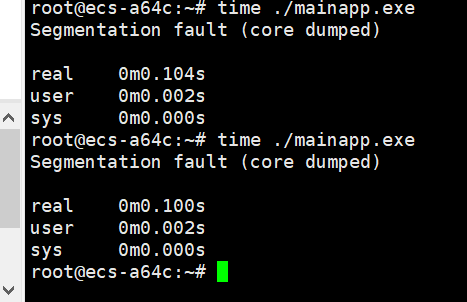 root@ecs-a64c:~# time ./mainapp.exe
Segmentation fault (core dumped)
real 0m0.104s
user 0m0.002s
sys 0m0.000s
root@ecs-a64c:~# time ./mainapp.exe
Segmentation fault (core dumped)
real 0m0.100s
user 0m0.002s
sys 0m0.000s
root@ecs-a64c:~#